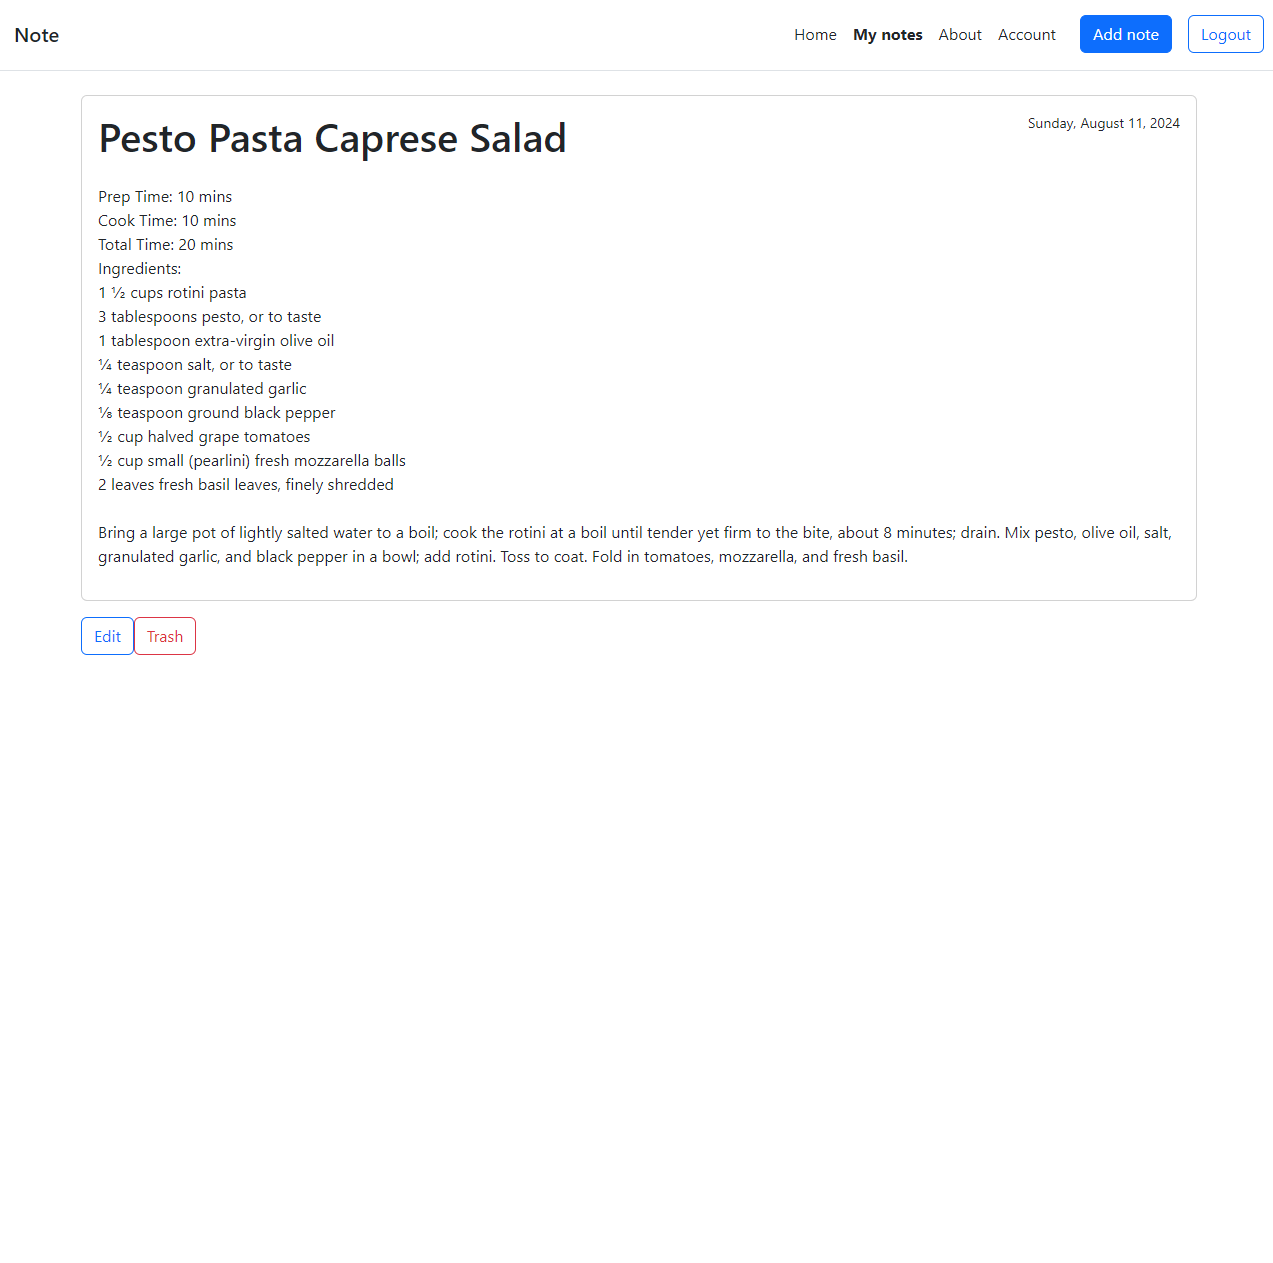 Note
Home My notes About Account Add note Logout
Pesto Pasta Caprese Salad
Sunday, August 11, 2024
Prep Time: 10 mins
Cook Time: 10 mins
Total Time: 20 mins
Ingredients:
1 ½ cups rotini pasta
3 tablespoons pesto, or to taste
1 tablespoon extra-virgin olive oil
¼ teaspoon salt, or to taste
¼ teaspoon granulated garlic
⅛ teaspoon ground black pepper
½ cup halved grape tomatoes
½ cup small (pearlini) fresh mozzarella balls
2 leaves fresh basil leaves, finely shredded
Bring a large pot of lightly salted water to a boil; cook the rotini at a boil until tender yet firm to the bite, about 8 minutes; drain. Mix pesto, olive oil, salt,
granulated garlic, and black pepper in a bowl; add rotini. Toss to coat. Fold in tomatoes, mozzarella, and fresh basil.
Edit Trash